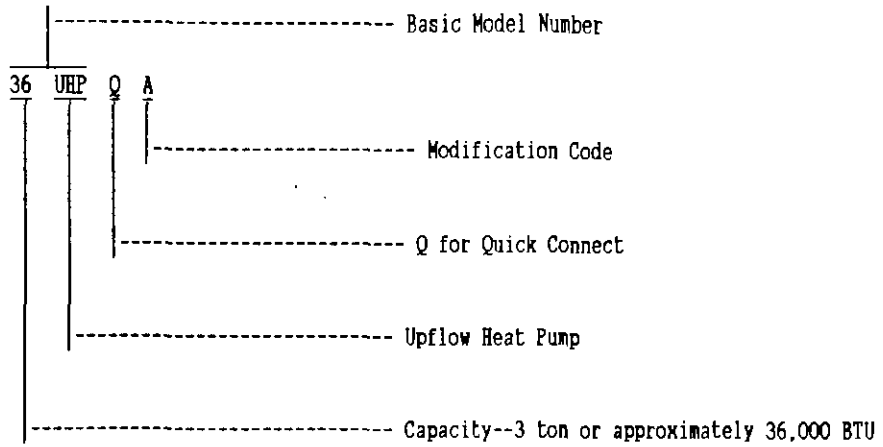 Basic Model Number
36 UHP Q A
Modification Code
Q for Quick Connect
Upflow Heat Pump
Capacity--3 ton or approximately 36,000 BTU